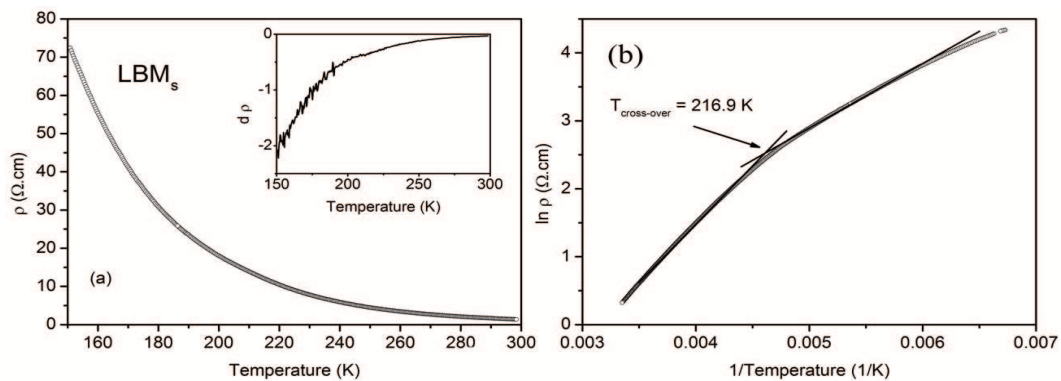 80
70
60
50
40
30
20
10
0
ρ (Ω.cm)
LBMs
(a)
160 180 200 220 240 260 280 300
Temperature (K)
0
-1
-2
d ρ
150 200 250 300
Temperature (K)
(b)
Tcross-over = 216.9 K
4
3
2
1
0
ln ρ (Ω.cm)
0.003 0.004 0.005 0.006 0.007
1/Temperature (1/K)